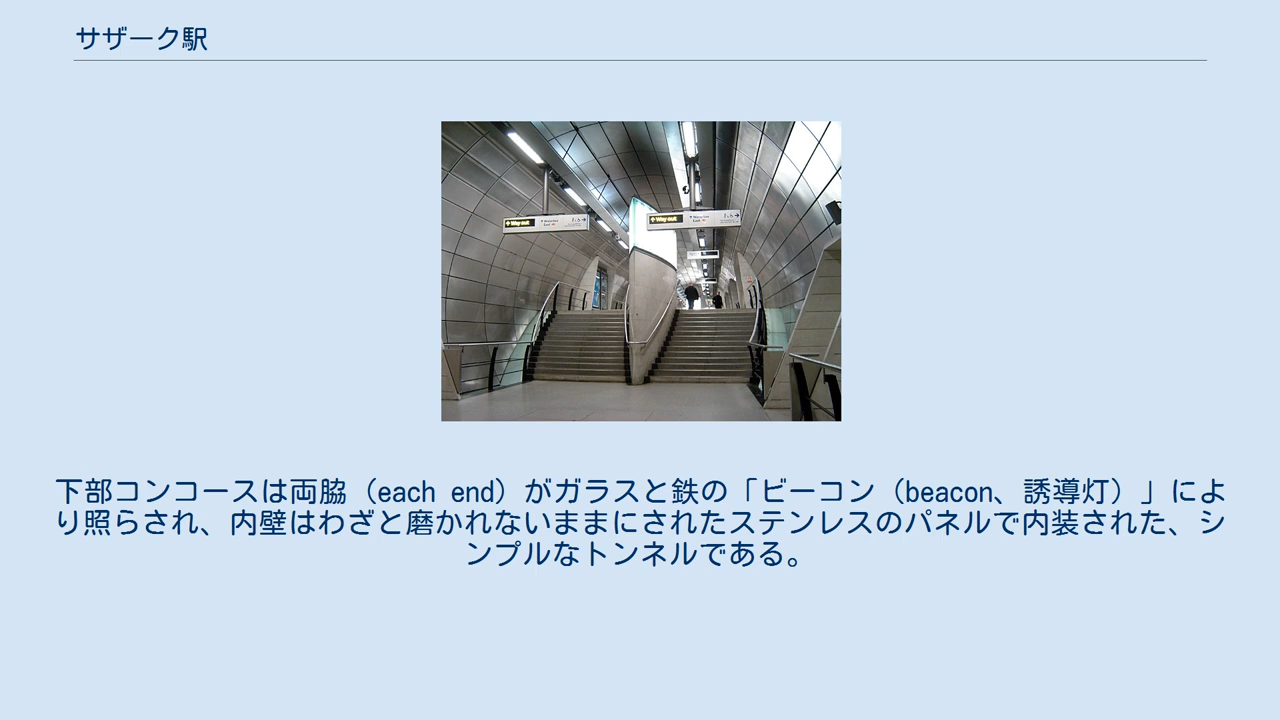 サザーク駅
Way out
Way out
下部コンコースは両脇（each end）がガラスと鉄の「ビーコン（beacon、誘導灯）」によ
り照らされ、内壁はわざと磨かれないままにされたステンレスのパネルで内装された、シ
ンプルなトンネルである。